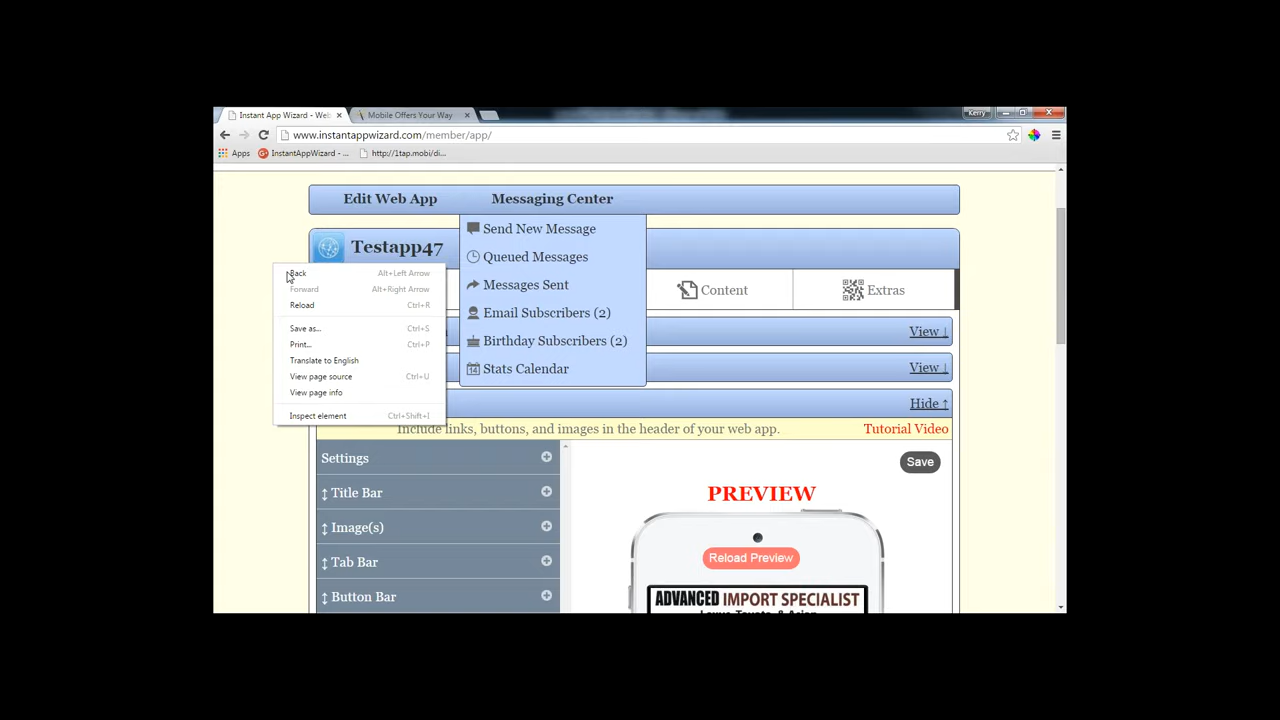 Instant App Wizard - Web
Mobile Offers Your Way
Kerry
www.instantappwizard.com/member/app/
Apps
InstantAppWizard - ...
http://1tap.mobi/di...
Edit Web App
Messaging Center
Testapp47
Send New Message
Queued Messages
Messages Sent
Email Subscribers (2)
Birthday Subscribers (2)
14 Stats Calendar
Back Alt+Left Arrow
Forward Alt+Right Arrow
Reload Ctrl+R
Save as... Ctrl+S
Print... Ctrl+P
Translate to English
View page source Ctrl+U
View page info
Inspect element Ctrl+Shift+I
Content
Extras
View ↓
View ↓
Hide ↑
Include links, buttons, and images in the header of your web app.
Tutorial Video
Settings
↕ Title Bar
↕ Image(s)
↕ Tab Bar
↕ Button Bar
Save
PREVIEW
Reload Preview
ADVANCED IMPORT SPECIALIST